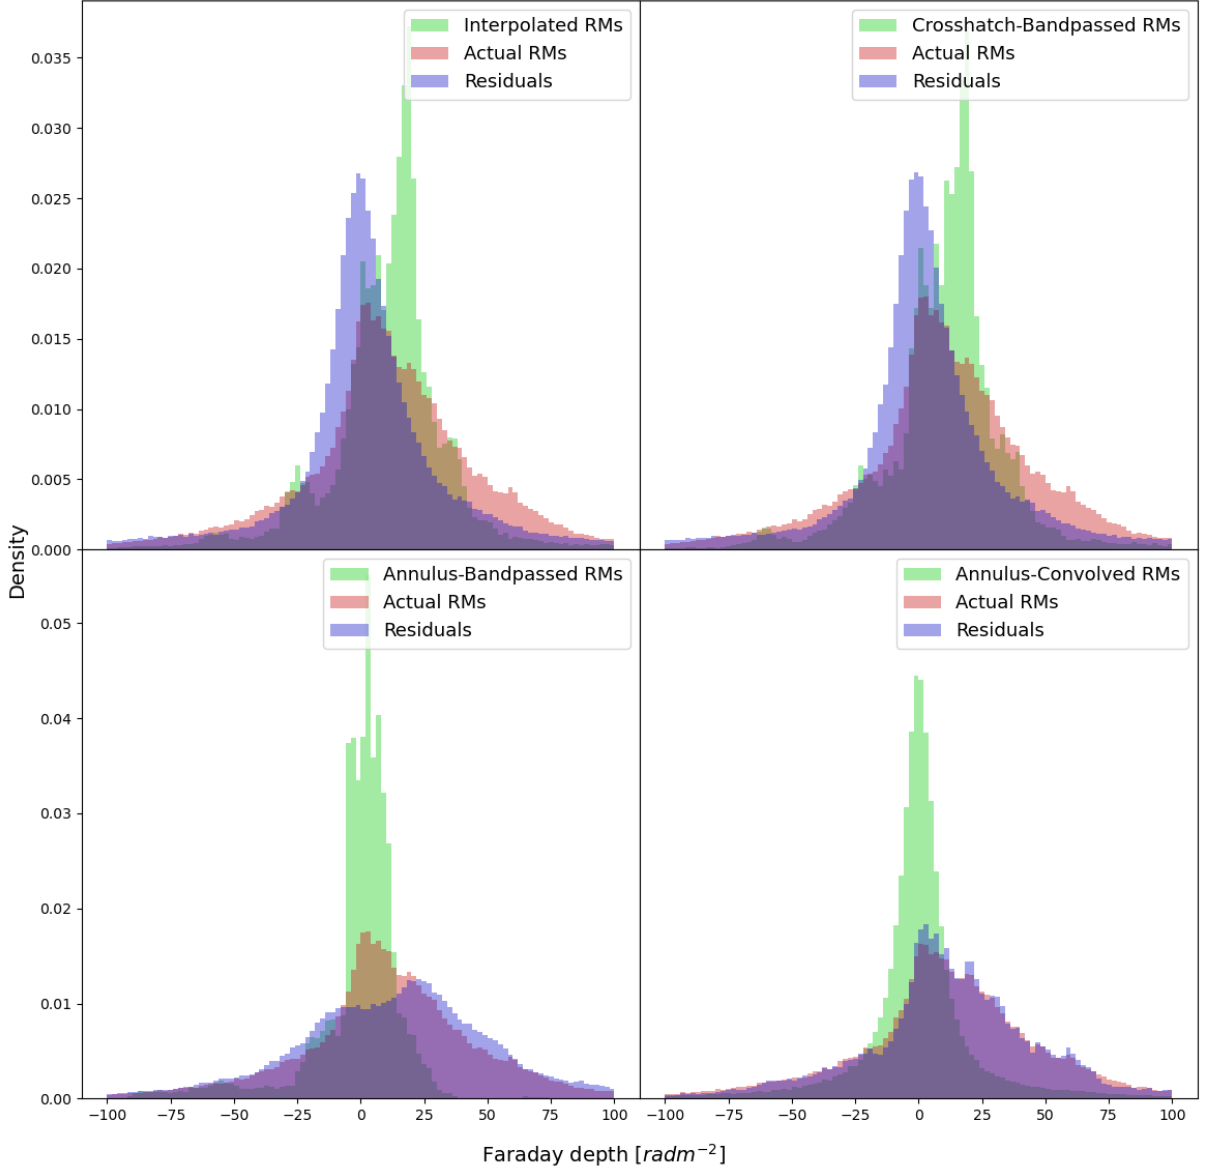 Interpolated RMs
Actual RMs
Residuals
Crosshatch-Bandpassed RMs
Actual RMs
Residuals
0.035
0.030
0.025
0.020
0.015
0.010
0.005
0.000
Annulus-Bandpassed RMs
Actual RMs
Residuals
Annulus-Convolved RMs
Actual RMs
Residuals
0.05
0.04
0.03
0.02
0.01
0.00
Density
−100 −75 −50 −25 0 25 50 75 100
−100 −75 −50 −25 0 25 50 75 100
Faraday depth [radm⁻²]